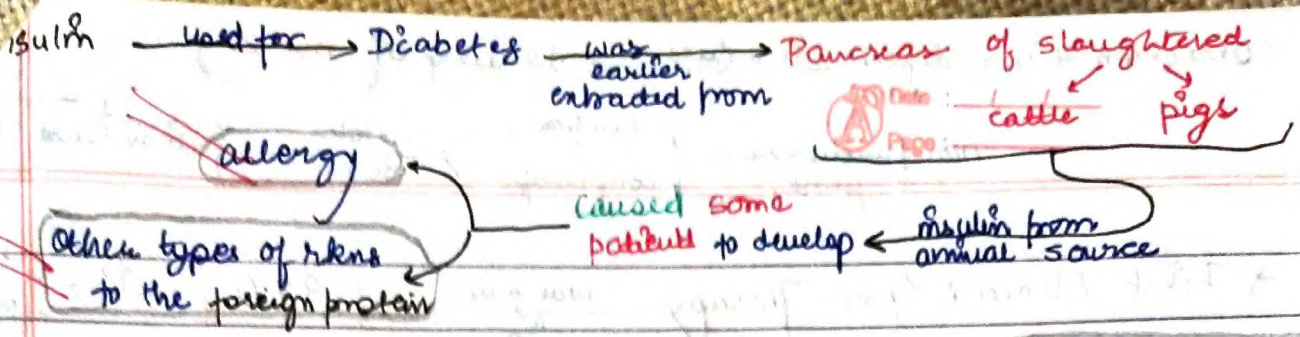 isulin used for Diabetes was earlier extracted from Pancreas of slaughtered
cattle pigs
Date :
Page :
allergy
caused some patients to develop
insulin from animal source
Other types of rkns
to the foreign protein